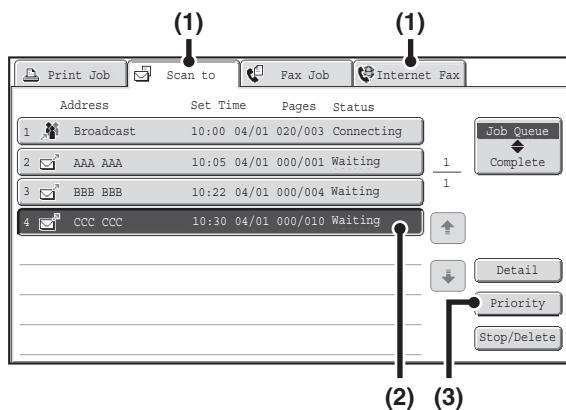 (1) (1)
Print Job Scan to Fax Job Internet Fax
Address Set Time Pages Status
1 Broadcast 10:00 04/01 020/003 Connecting
Job Queue
Complete
2 AAA AAA 10:05 04/01 000/001 Waiting
1
1
3 BBB BBB 10:22 04/01 000/004 Waiting
4 CCC CCC 10:30 04/01 000/010 Waiting
Detail
Priority
Stop/Delete
(2) (3)